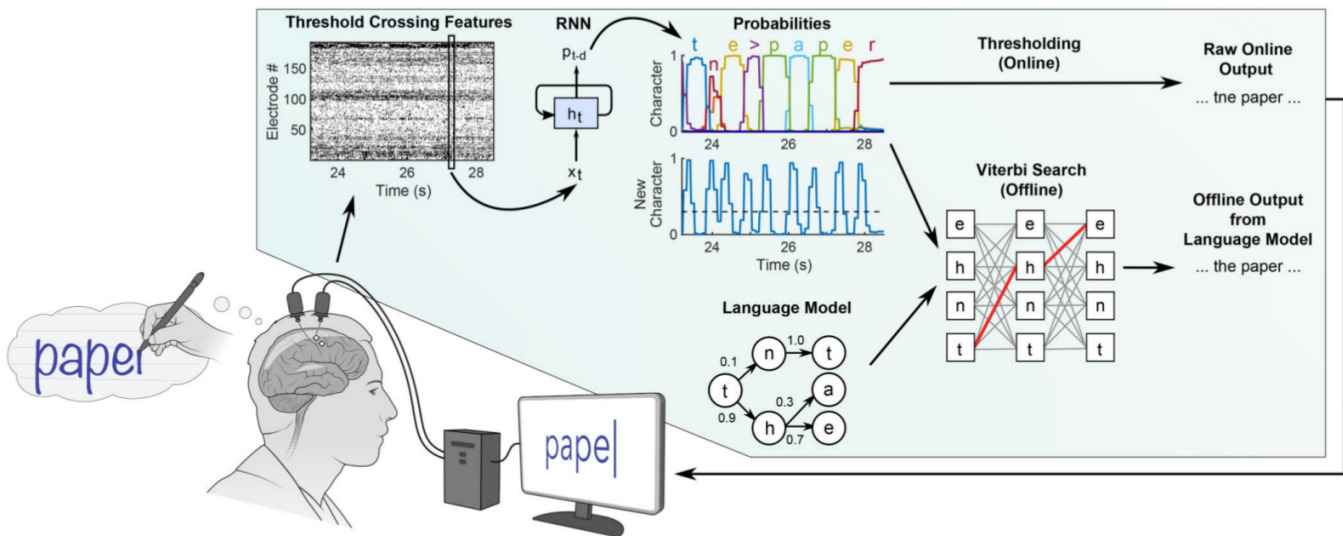 Threshold Crossing Features
Electrode #
150
100
50
24
26
28
Time (s)
RNN
pt-d
ht
xt
Probabilities
t n e > p a p e r
Character
1
0
24
26
28
New
Character
1
0
24
26
28
Time (s)
Thresholding
(Online)
Raw Online
Output
... tne paper ...
Viterbi Search
(Offline)
e e e
h h h
n n n
t t t
Offline Output
from
Language Model
... the paper ...
Language Model
t
0.1
n
1.0
t
0.9
h
0.3
a
0.7
e
paper
pape